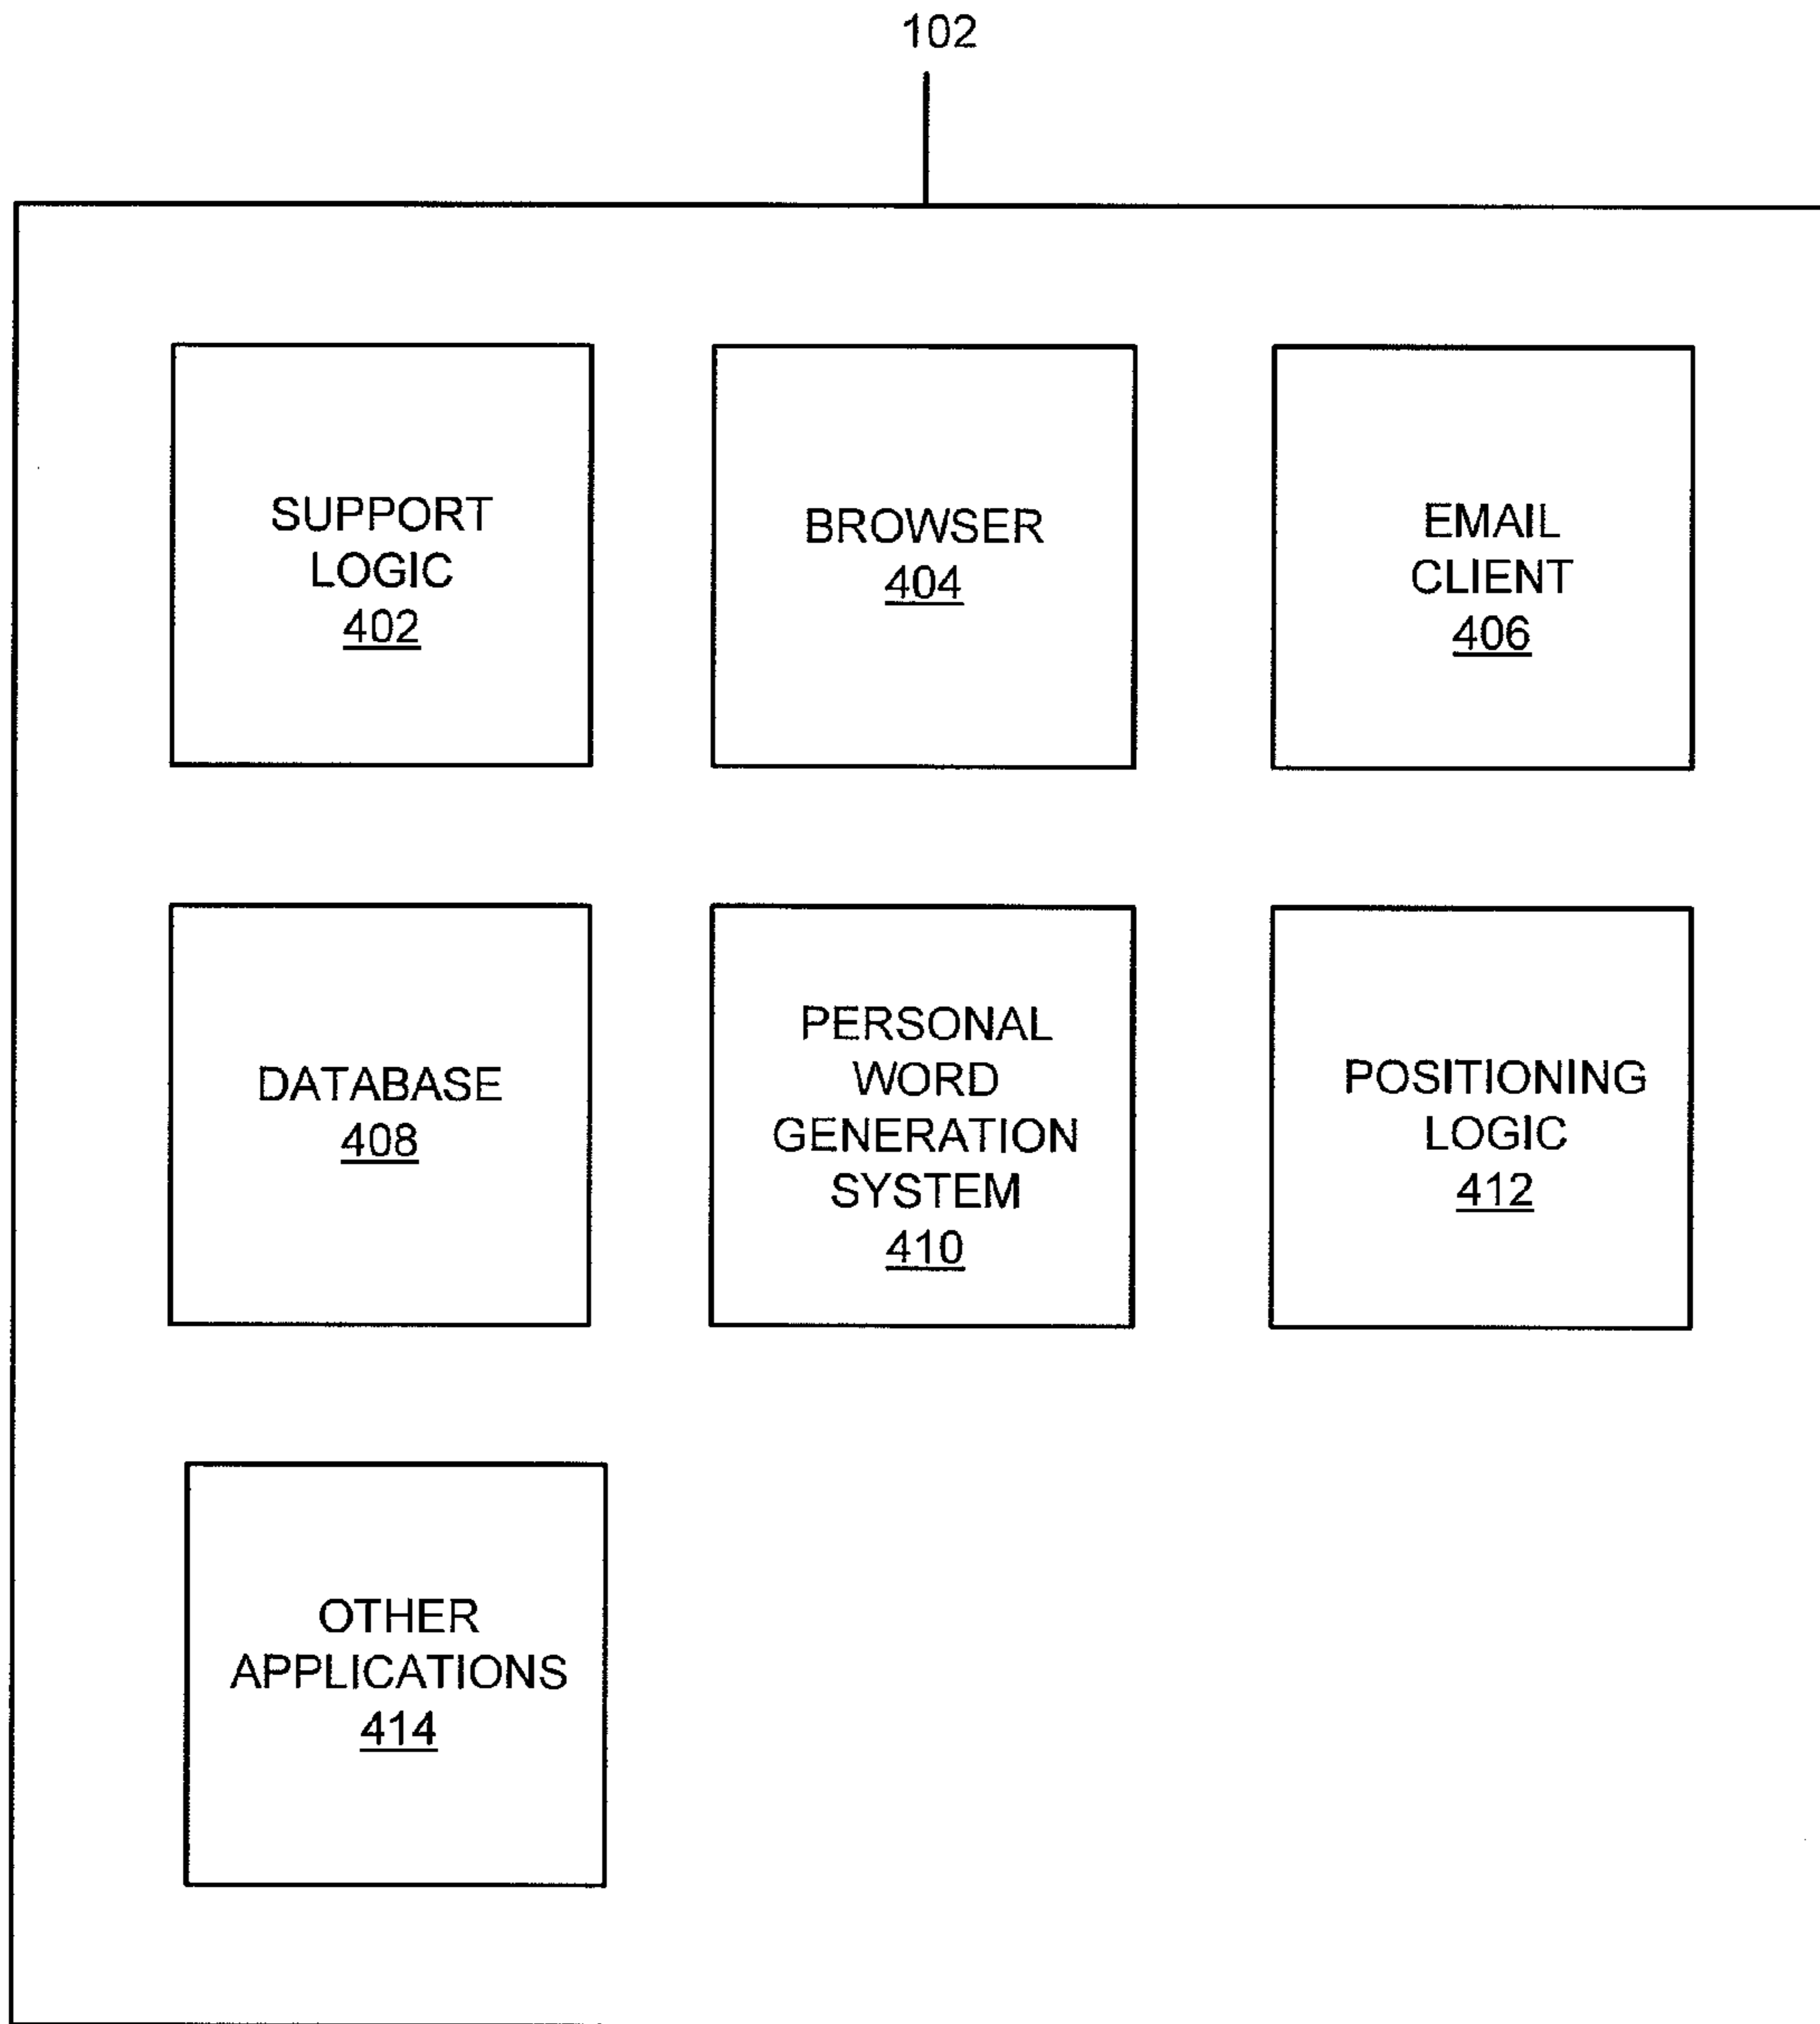 102
SUPPORT
LOGIC
402
BROWSER
404
EMAIL
CLIENT
406
DATABASE
408
PERSONAL
WORD
GENERATION
SYSTEM
410
POSITIONING
LOGIC
412
OTHER
APPLICATIONS
414